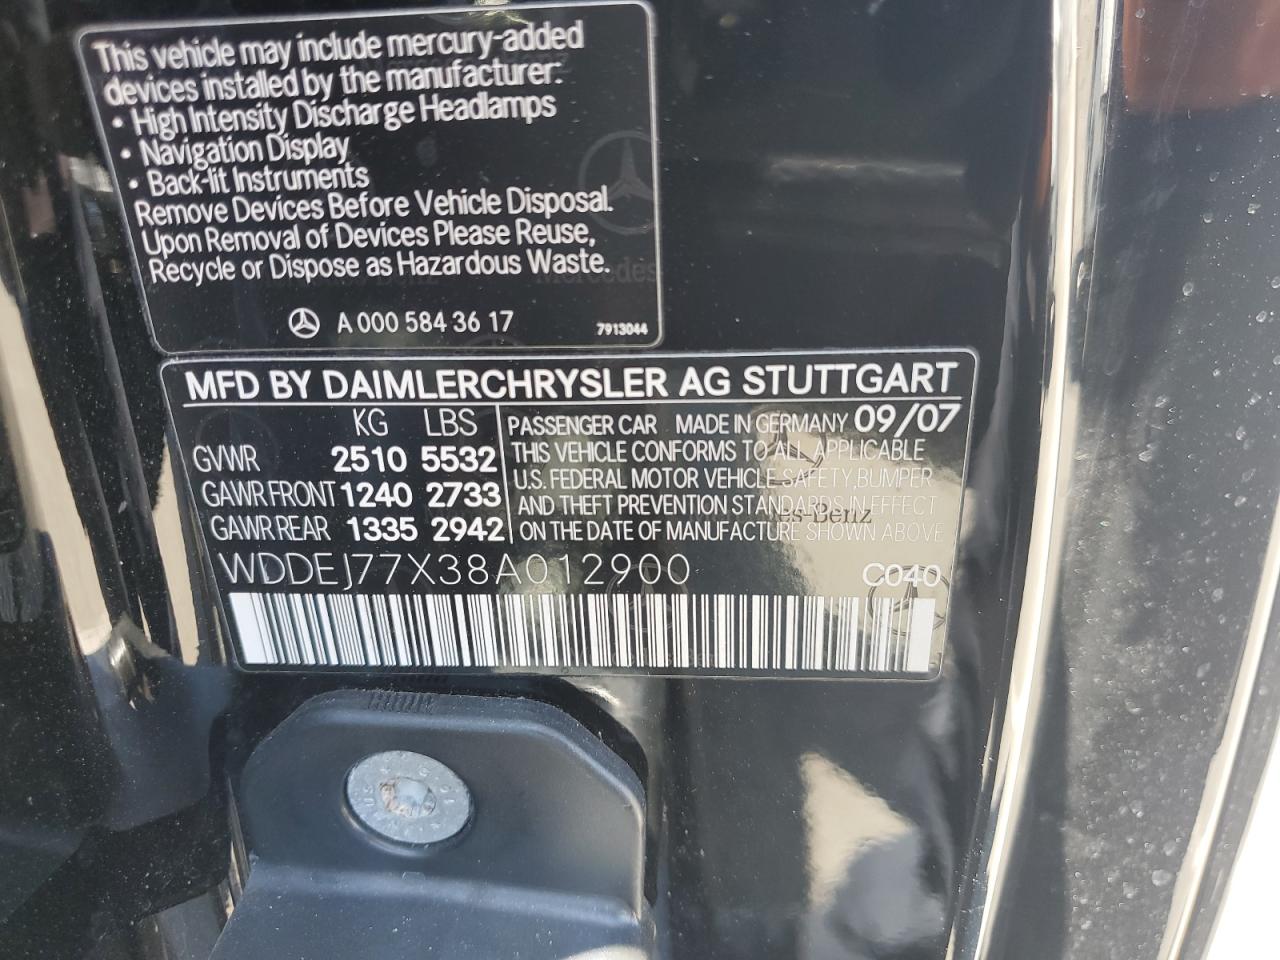 This vehicle may include mercury-added
devices installed by the manufacturer:
• High Intensity Discharge Headlamps
• Navigation Display
• Back-lit Instruments
Remove Devices Before Vehicle Disposal.
Upon Removal of Devices Please Reuse,
Recycle or Dispose as Hazardous Waste.
A 000 584 36 17
7913044
MFD BY DAIMLERCHRYSLER AG STUTTGART
KG LBS
GVWR 2510 5532
GAWR FRONT 1240 2733
GAWR REAR 1335 2942
PASSENGER CAR MADE IN GERMANY 09/07
THIS VEHICLE CONFORMS TO ALL APPLICABLE
U.S. FEDERAL MOTOR VEHICLE SAFETY, BUMPER
AND THEFT PREVENTION STANDARDS IN EFFECT
ON THE DATE OF MANUFACTURE SHOWN ABOVE
WDDEJ77X38A012900
C040